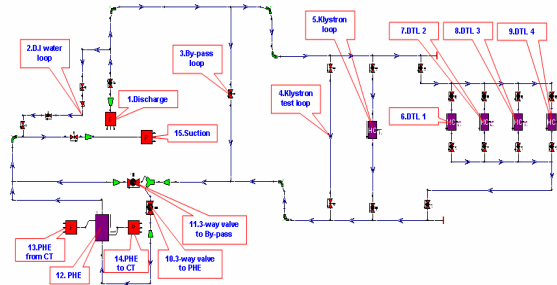 5.Klystron
loop
7.DTL 2
8.DTL 3
9.DTL 4
2.D.I water
loop
3.By-pass
loop
1.Discharge
4.Klystron
test loop
6.DTL 1
15.Suction
11.3-way valve
to By-pass
13.PHE
from CT
12. PHE
14.PHE
to CT
10.3-way valve
to PHE